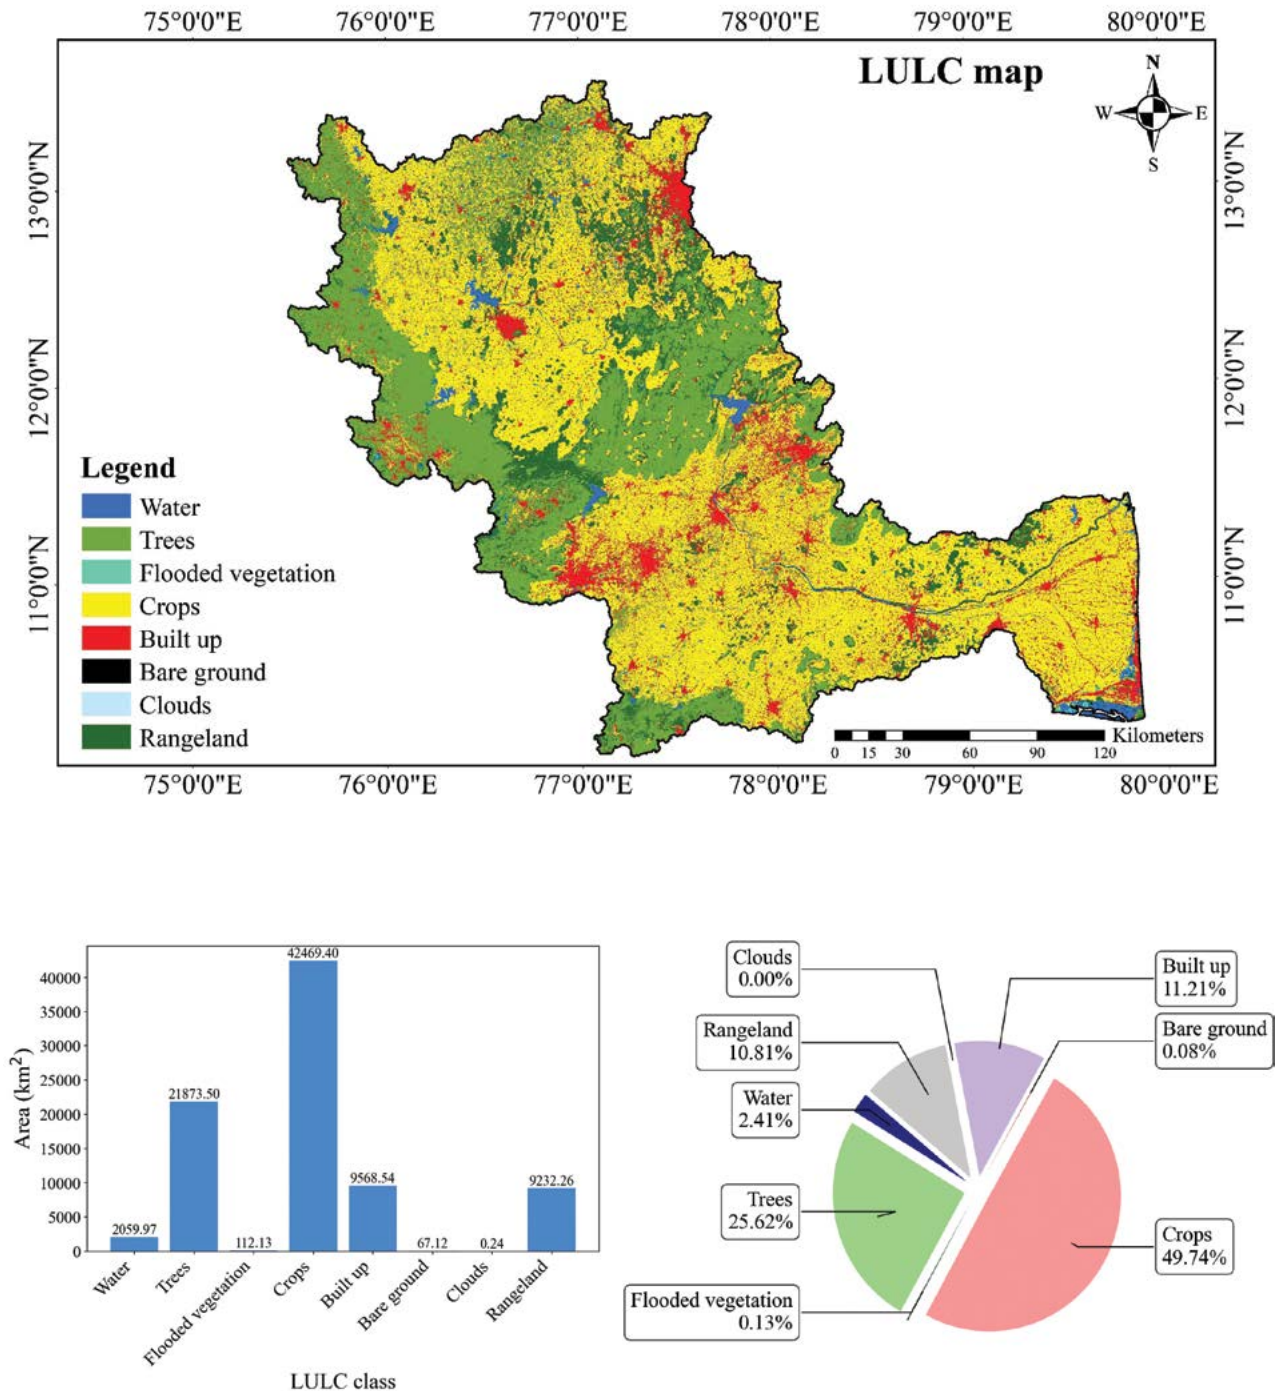 75°0'0"E 76°0'0"E 77°0'0"E 78°0'0"E 79°0'0"E 80°0'0"E
LULC map
N
W E
S
13°0'0"N
12°0'0"N
11°0'0"N
13°0'0"N
12°0'0"N
11°0'0"N
Legend
Water
Trees
Flooded vegetation
Crops
Built up
Bare ground
Clouds
Rangeland
Kilometers
0 15 30 60 90 120
75°0'0"E 76°0'0"E 77°0'0"E 78°0'0"E 79°0'0"E 80°0'0"E
Area (km²)
40000
35000
30000
25000
20000
15000
10000
5000
0
2059.97
21873.50
112.13
42469.40
9568.54
67.12
0.24
9232.26
Water
Trees
Flooded vegetation
Crops
Built up
Bare ground
Clouds
Rangeland
LULC class
Clouds
0.00%
Rangeland
10.81%
Water
2.41%
Trees
25.62%
Flooded vegetation
0.13%
Built up
11.21%
Bare ground
0.08%
Crops
49.74%